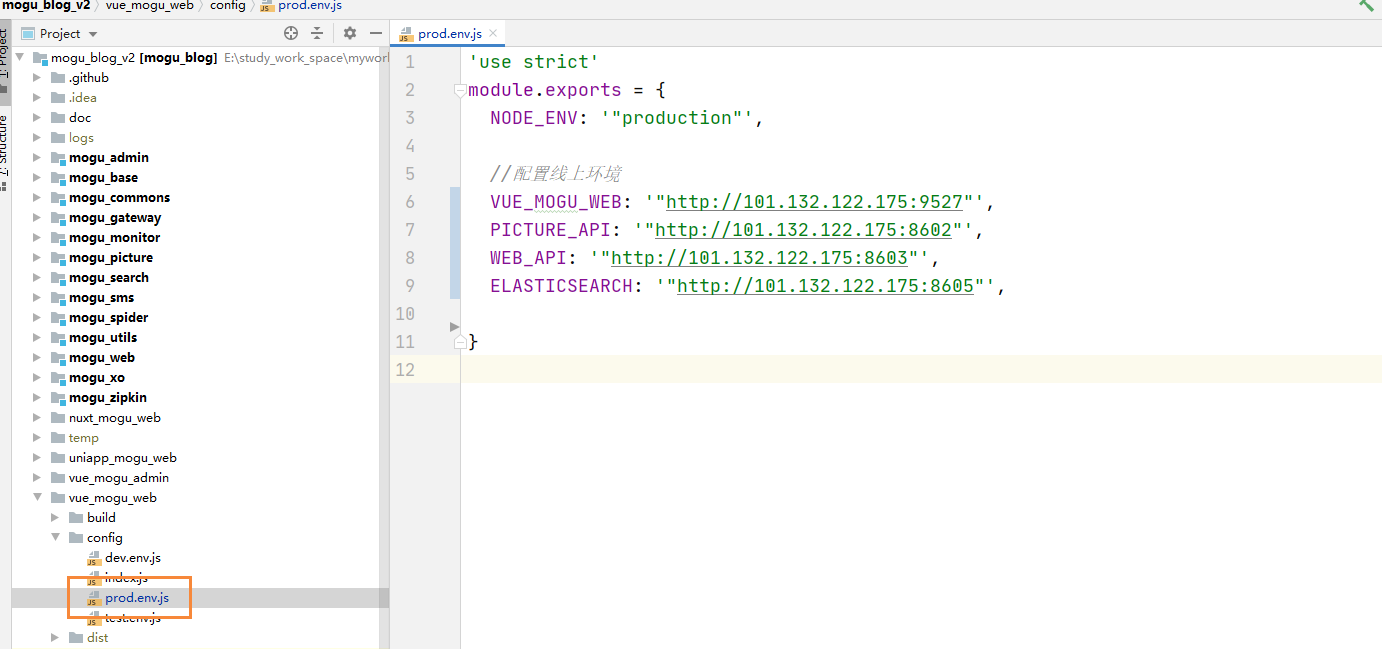 mogu_blog_v2 vue_mogu_web config prod.env.js
1: Project
7: Structure
Project
mogu_blog_v2 [mogu_blog] E:\study_work_space\mywor
.github
.idea
doc
logs
mogu_admin
mogu_base
mogu_commons
mogu_gateway
mogu_monitor
mogu_picture
mogu_search
mogu_sms
mogu_spider
mogu_utils
mogu_web
mogu_xo
mogu_zipkin
nuxt_mogu_web
temp
uniapp_mogu_web
vue_mogu_admin
vue_mogu_web
build
config
dev.env.js
index.js
prod.env.js
test.env.js
dist
prod.env.js
1 'use strict'
2 module.exports = {
3 NODE_ENV: '"production"',
4
5 //配置线上环境
6 VUE_MOGU_WEB: '"http://101.132.122.175:9527"',
7 PICTURE_API: '"http://101.132.122.175:8602"',
8 WEB_API: '"http://101.132.122.175:8603"',
9 ELASTICSEARCH: '"http://101.132.122.175:8605"',
10
11 }
12